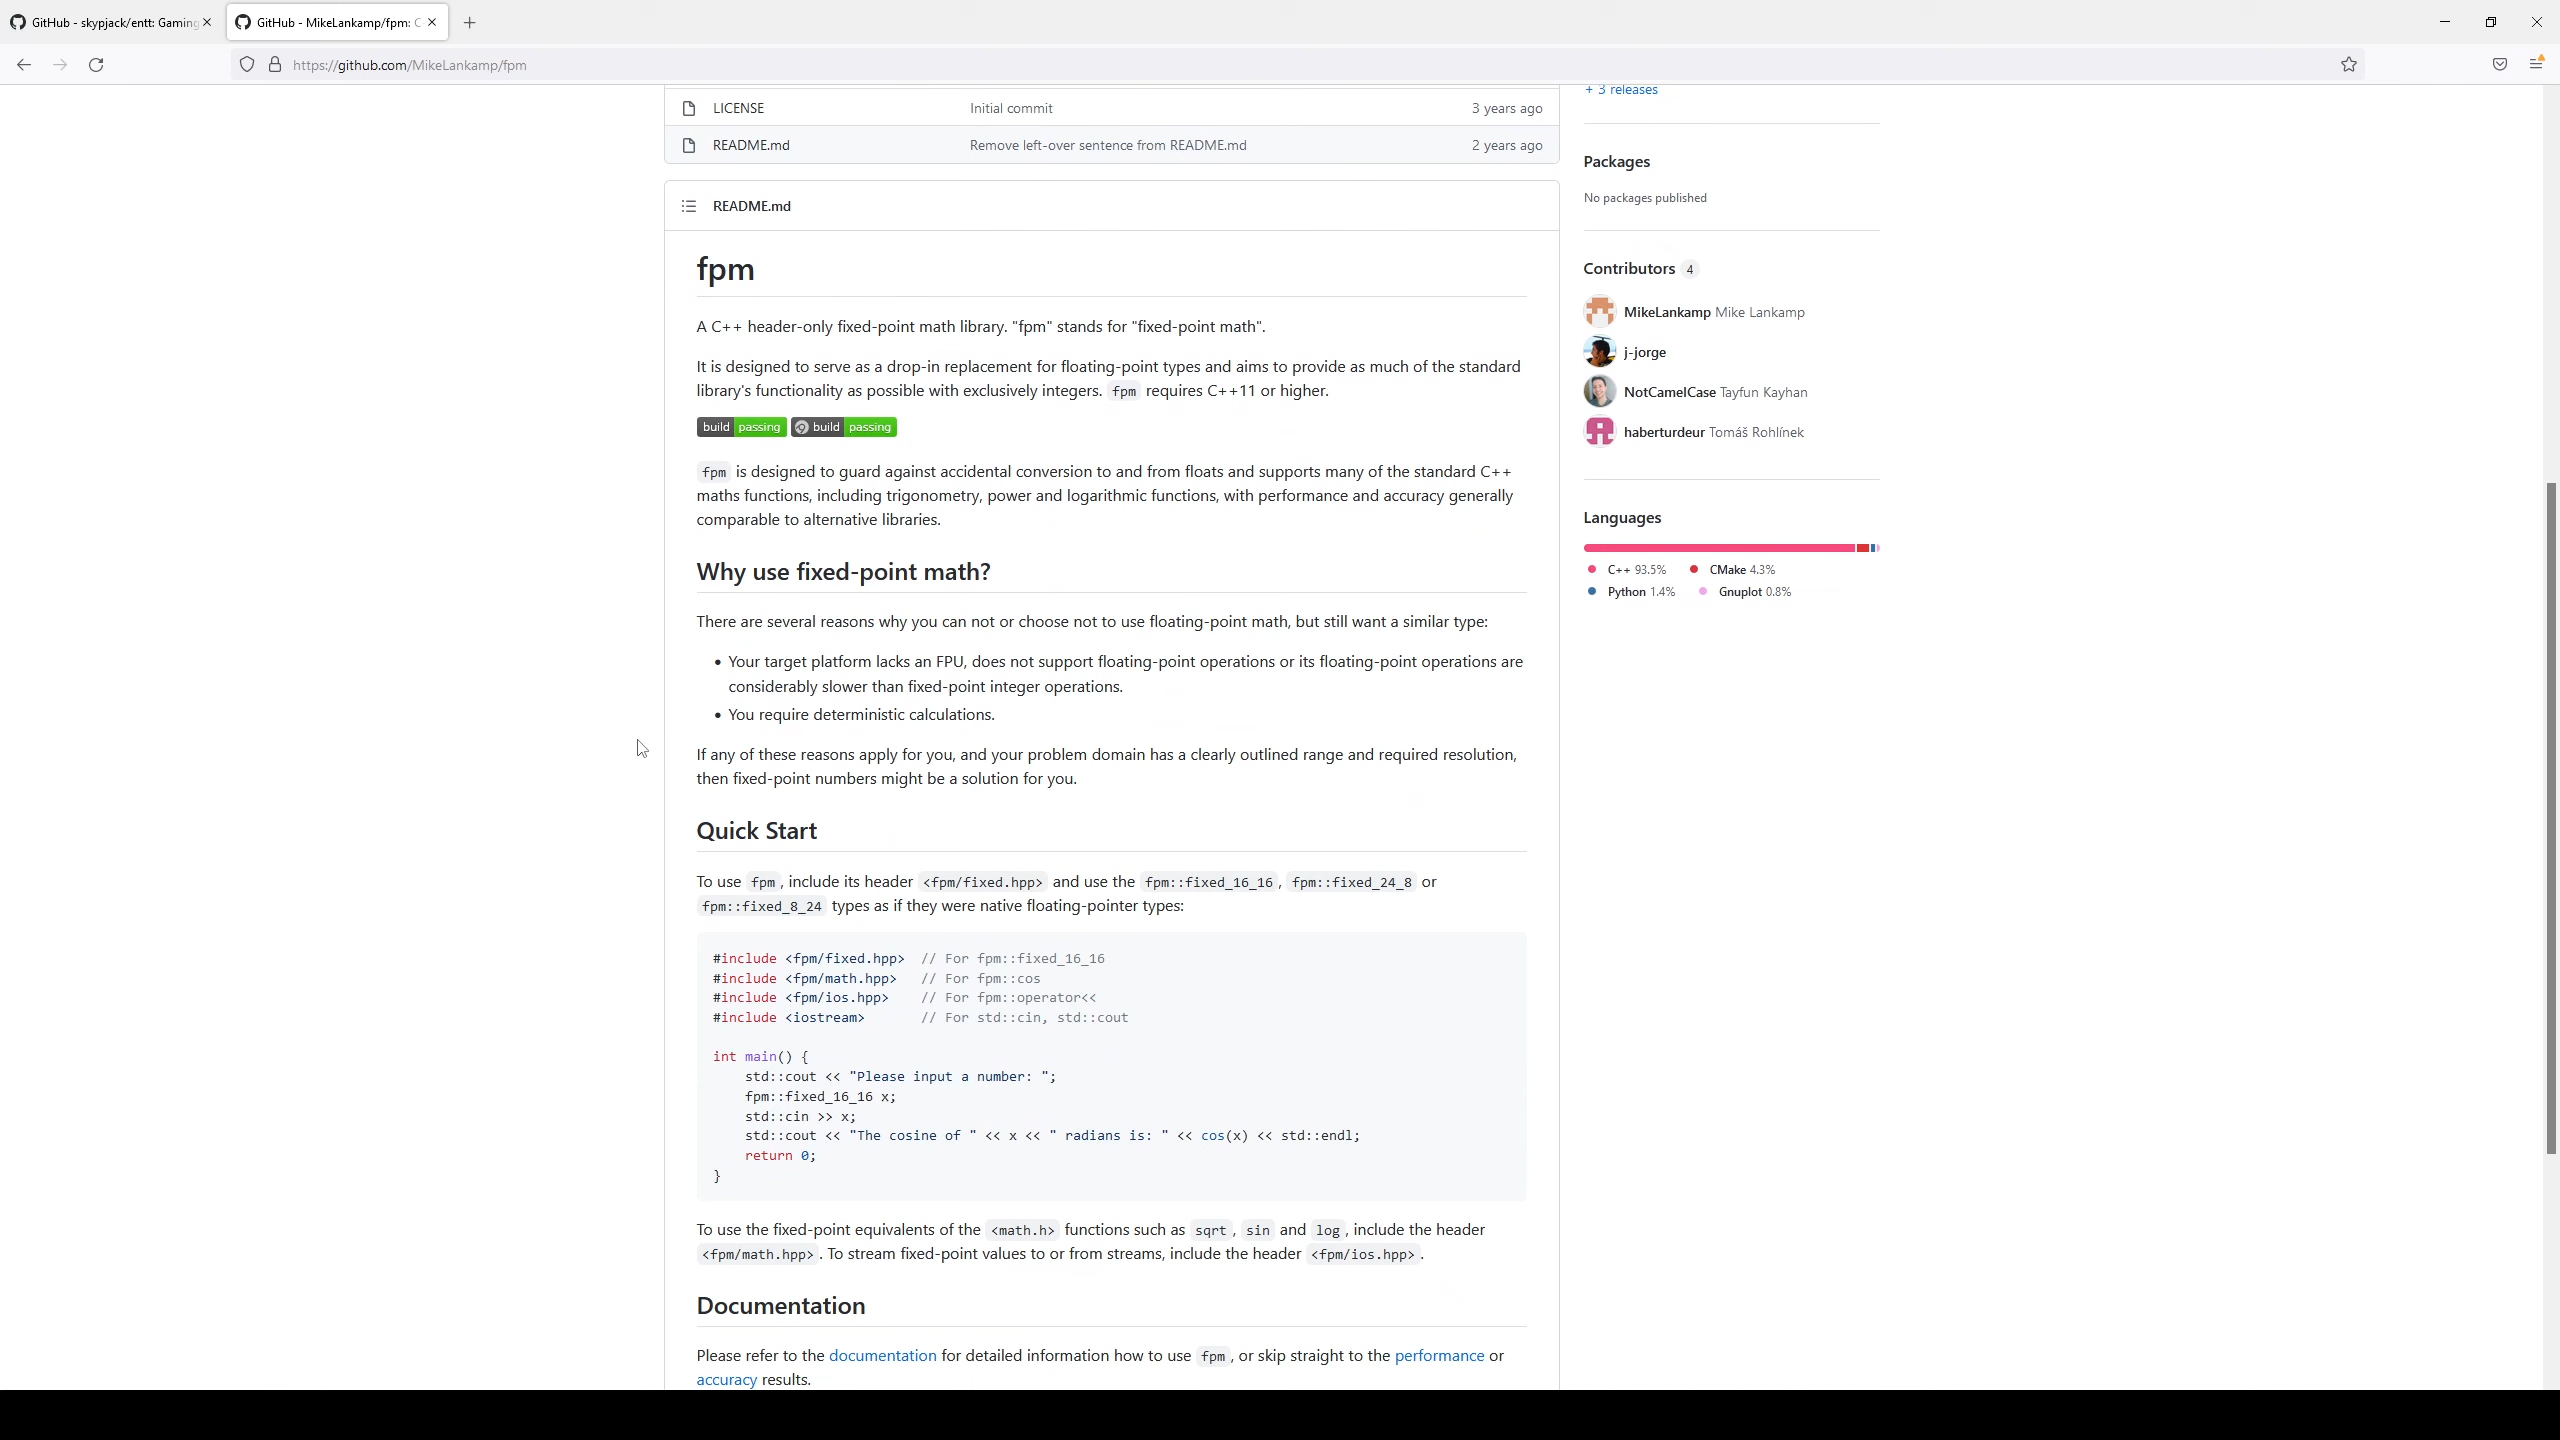 GitHub - skypjack/entt: Gaming
GitHub - MikeLankamp/fpm: C
https://github.com/MikeLankamp/fpm
+ 3 releases
LICENSE Initial commit 3 years ago
README.md Remove left-over sentence from README.md 2 years ago
Packages
No packages published
README.md
fpm
Contributors 4
MikeLankamp Mike Lankamp
j-jorge
NotCamelCase Tayfun Kayhan
haberturdeur Tomáš Rohlínek
A C++ header-only fixed-point math library. "fpm" stands for "fixed-point math".
It is designed to serve as a drop-in replacement for floating-point types and aims to provide as much of the standard
library's functionality as possible with exclusively integers. fpm requires C++11 or higher.
build passing build passing
fpm is designed to guard against accidental conversion to and from floats and supports many of the standard C++
maths functions, including trigonometry, power and logarithmic functions, with performance and accuracy generally
comparable to alternative libraries.
Languages
C++ 93.5% CMake 4.3%
Python 1.4% Gnuplot 0.8%
Why use fixed-point math?
There are several reasons why you can not or choose not to use floating-point math, but still want a similar type:
• Your target platform lacks an FPU, does not support floating-point operations or its floating-point operations are
considerably slower than fixed-point integer operations.
• You require deterministic calculations.
If any of these reasons apply for you, and your problem domain has a clearly outlined range and required resolution,
then fixed-point numbers might be a solution for you.
Quick Start
To use fpm, include its header <fpm/fixed.hpp> and use the fpm::fixed_16_16, fpm::fixed_24_8 or
fpm::fixed_8_24 types as if they were native floating-pointer types:
#include <fpm/fixed.hpp>  // For fpm::fixed_16_16
#include <fpm/math.hpp>   // For fpm::cos
#include <fpm/ios.hpp>    // For fpm::operator<<
#include <iostream>       // For std::cin, std::cout
int main() {
    std::cout << "Please input a number: ";
    fpm::fixed_16_16 x;
    std::cin >> x;
    std::cout << "The cosine of " << x << " radians is: " << cos(x) << std::endl;
    return 0;
}
To use the fixed-point equivalents of the <math.h> functions such as sqrt, sin and log, include the header
<fpm/math.hpp>. To stream fixed-point values to or from streams, include the header <fpm/ios.hpp>.
Documentation
Please refer to the documentation for detailed information how to use fpm, or skip straight to the performance or
accuracy results.